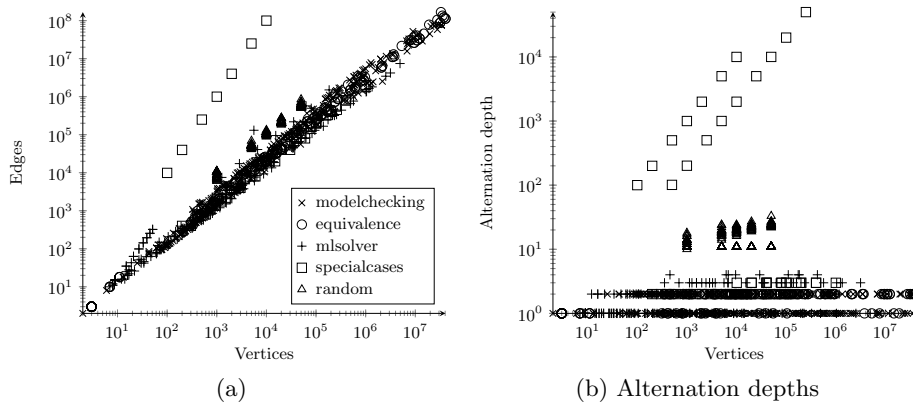 10^8
10^7
10^6
10^5
10^4
10^3
10^2
10^1
Edges
modelchecking
equivalence
mlsolver
specialcases
random
10^1 10^2 10^3 10^4 10^5 10^6 10^7
Vertices
(a)
10^4
10^3
10^2
10^1
10^0
Alternation depth
10^1 10^2 10^3 10^4 10^5 10^6 10^7
Vertices
(b) Alternation depths